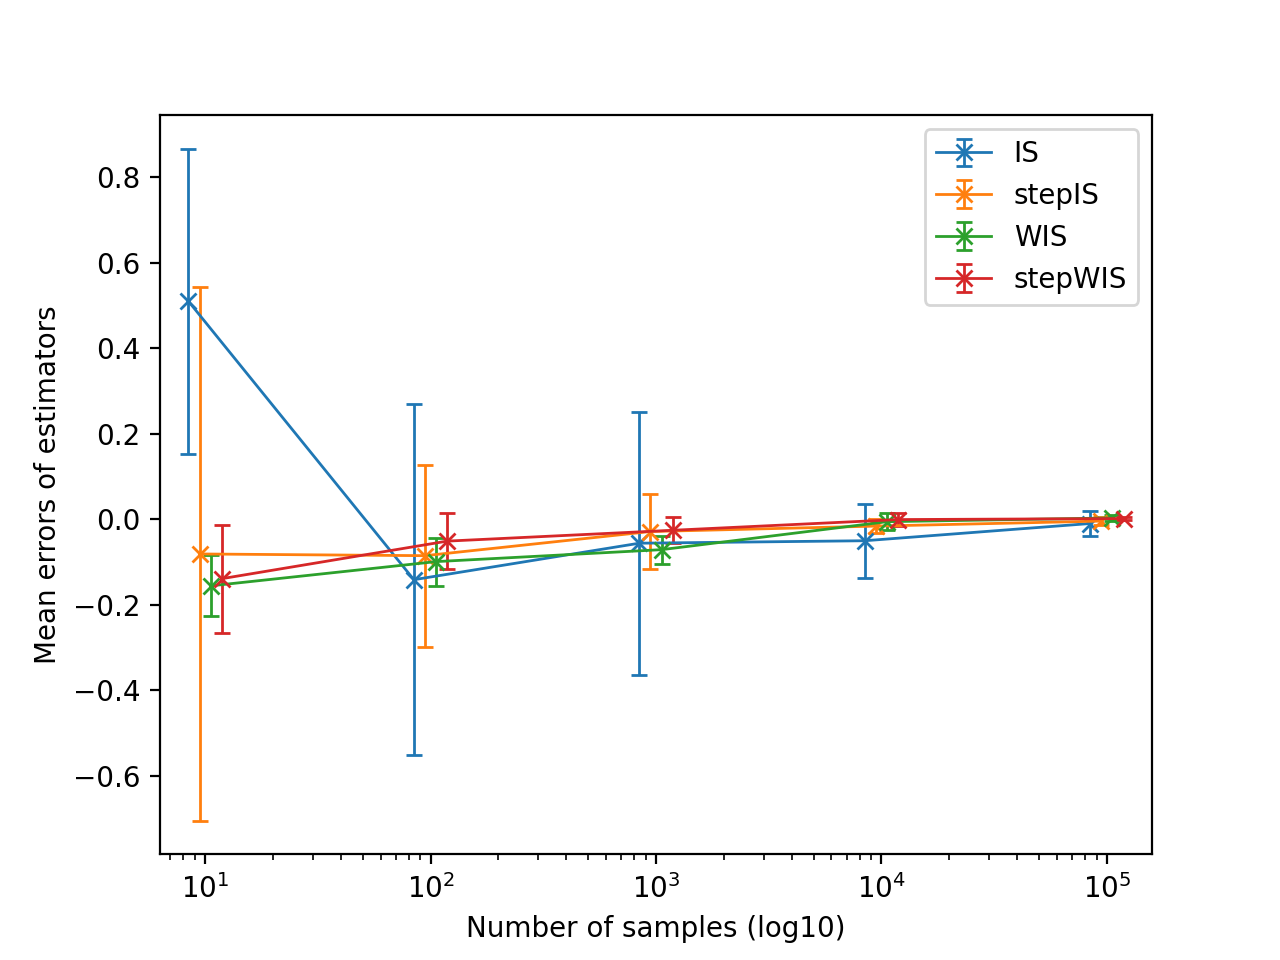 IS
stepIS
WIS
stepWIS
Mean errors of estimators
0.8
0.6
0.4
0.2
0.0
−0.2
−0.4
−0.6
10¹
10²
10³
10⁴
10⁵
Number of samples (log10)